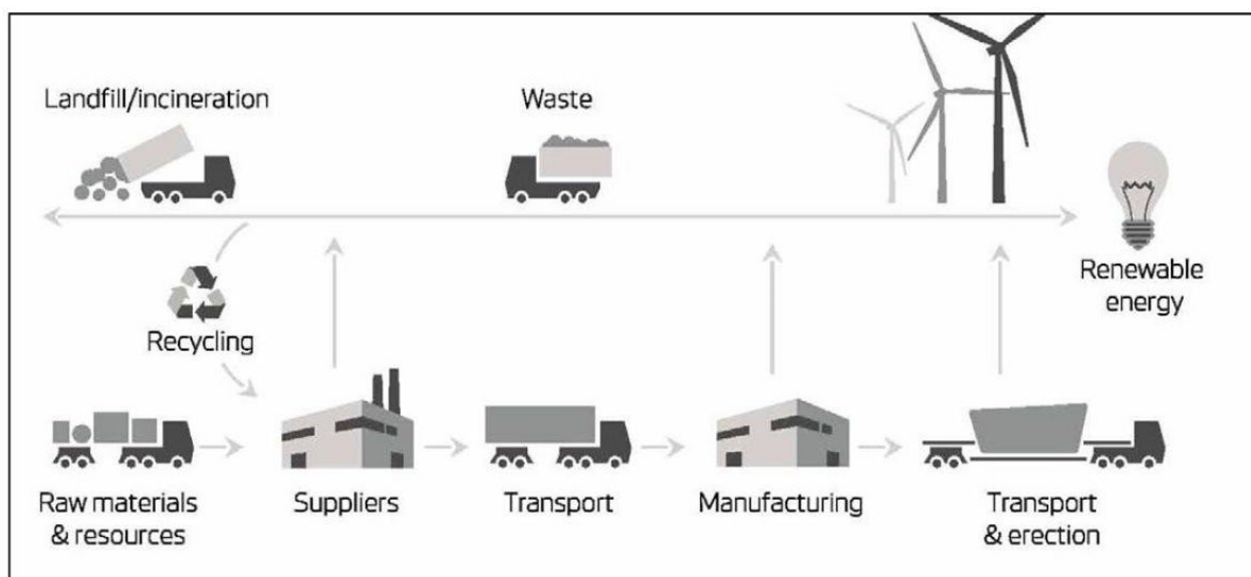 Landfill/incineration
Waste
Renewable
energy
Recycling
Raw materials
& resources
Suppliers
Transport
Manufacturing
Transport
& erection